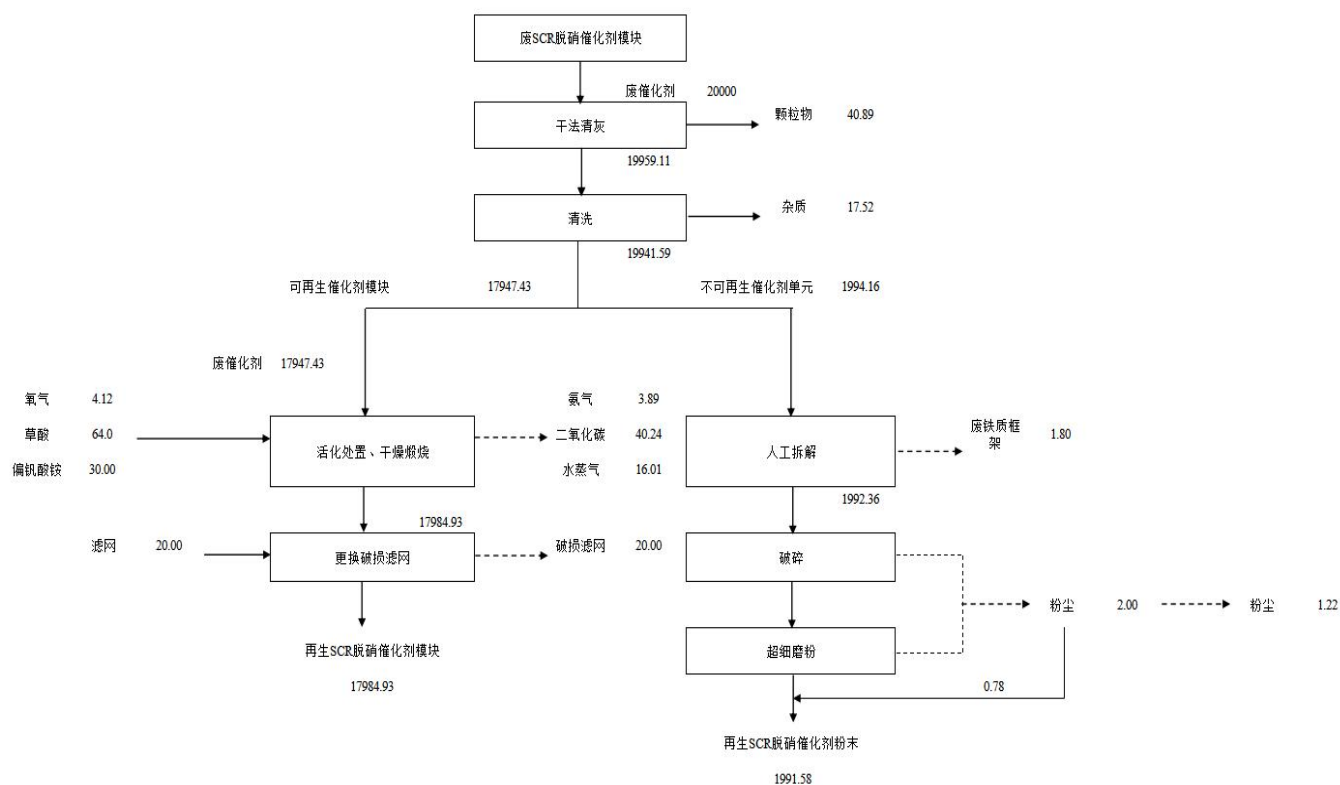 废SCR脱硝催化剂模块
废催化剂 20000
干法清灰
颗粒物 40.89
19959.11
清洗
杂质 17.52
19941.59
可再生催化剂模块 17947.43
不可再生催化剂单元 1994.16
废催化剂 17947.43
氧气 4.12
草酸 64.0
偏钒酸铵 30.00
活化处置、干燥煅烧
氨气 3.89
二氧化碳 40.24
水蒸气 16.01
人工拆解
废铁质框
架
1.80
17984.93
1992.36
滤网 20.00
更换破损滤网
破损滤网 20.00
破碎
粉尘 2.00
粉尘 1.22
超细磨粉
再生SCR脱硝催化剂模块
17984.93
0.78
再生SCR脱硝催化剂粉末
1991.58